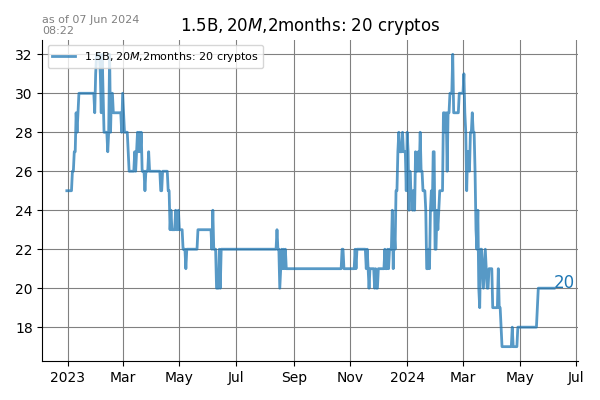 as of 07 Jun 2024
08:22
1.5B, 20M,2months: 20 cryptos
1.5B,20M,2months: 20 cryptos
32
30
28
26
24
22
20
18
20
2023 Mar May Jul Sep Nov 2024 Mar May Jul